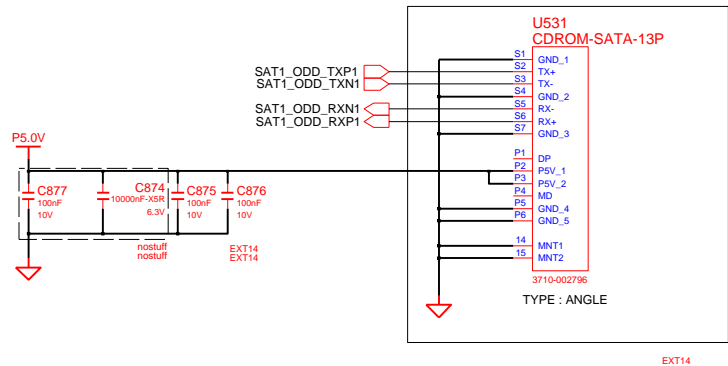 U531
CDROM-SATA-13P
S1 GND_1
SAT1_ODD_TXP1 S2 TX+
SAT1_ODD_TXN1 S3 TX-
S4 GND_2
SAT1_ODD_RXN1 S5 RX-
SAT1_ODD_RXP1 S6 RX+
S7 GND_3
P5.0V
P1 DP
P2 P5V_1
P3 P5V_2
P4 MD
P5 GND_4
P6 GND_5
14 MNT1
15 MNT2
C877
100nF
10V
C874
10000nF-X5R
6.3V
C875
100nF
10V
C876
100nF
10V
nostuff EXT14
nostuff EXT14
3710-002796
TYPE : ANGLE
EXT14